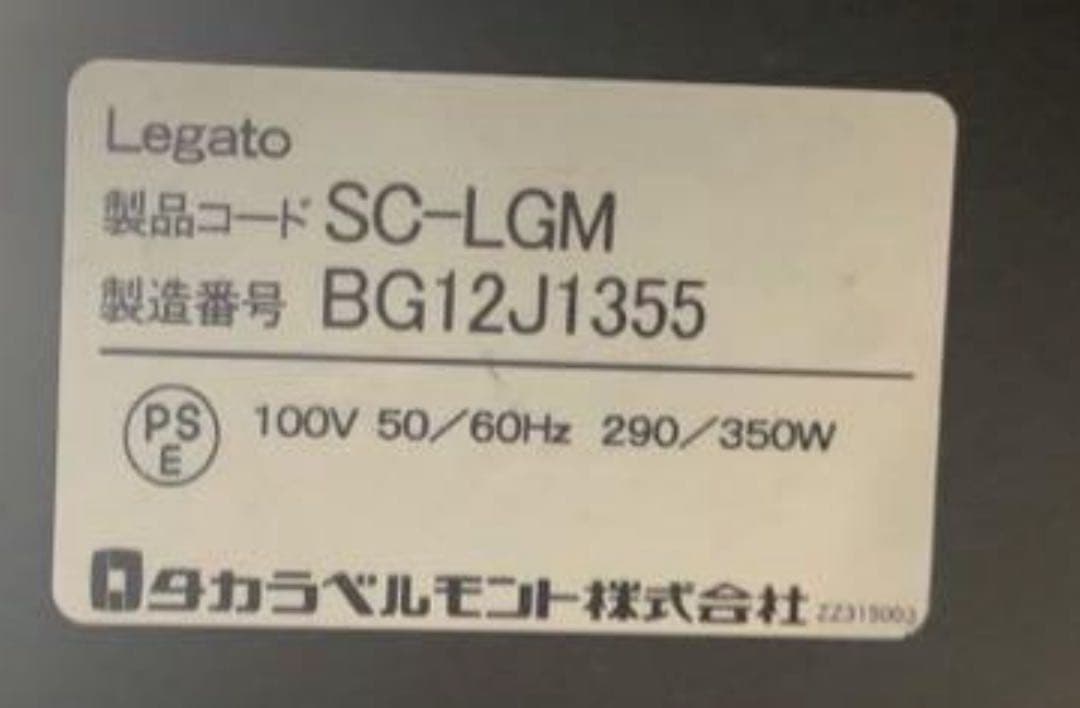 Legato
製品コード SC-LGM
製造番号 BG12J1355
PSE 100V 50/60Hz 290/350W
タカラベルモント株式会社